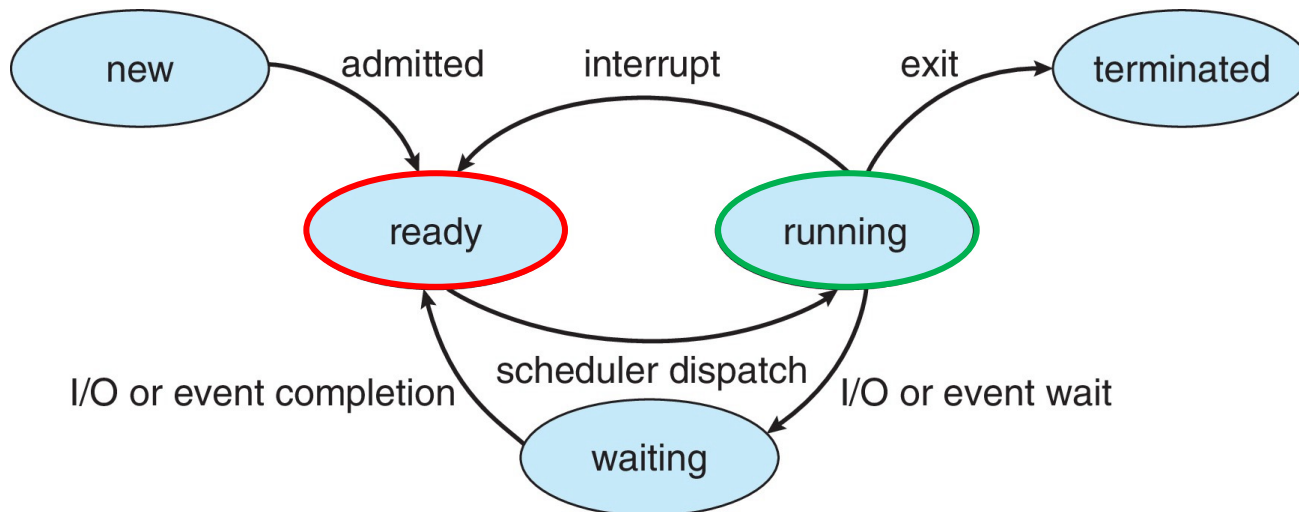 new
admitted
interrupt
exit
terminated
ready
running
I/O or event completion
scheduler dispatch
I/O or event wait
waiting